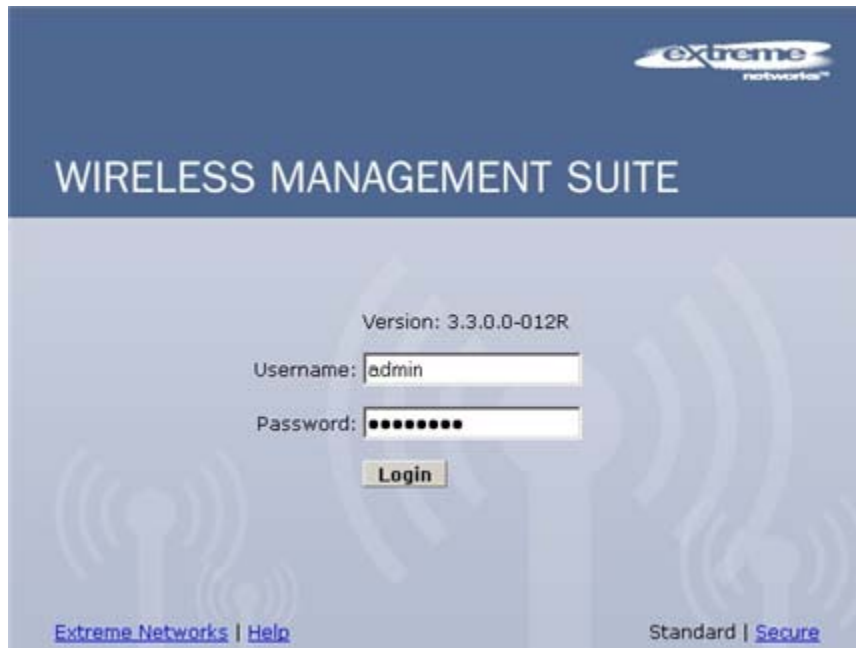 extreme
networks™
WIRELESS MANAGEMENT SUITE
Version: 3.3.0.0-012R
Username: admin
Password: ●●●●●●●●
Login
Extreme Networks | Help
Standard | Secure